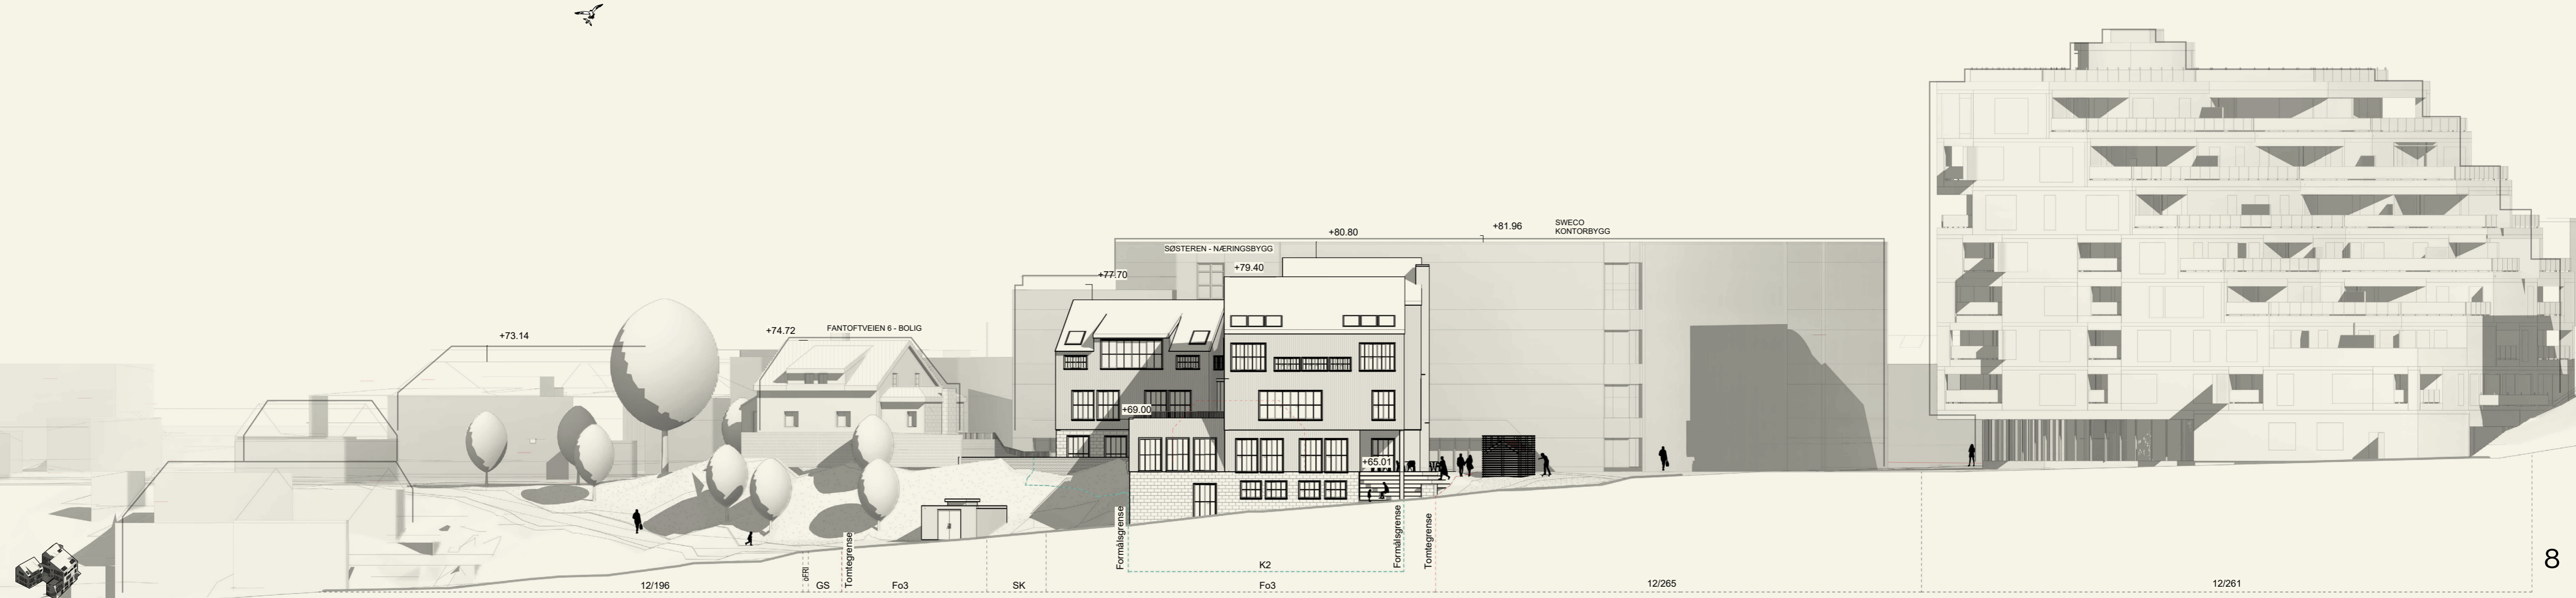 SWECO
KONTORBYGG
+81.96
+80.80
SØSTEREN - NÆRINGSBYGG
+79.40
+77.70
+74.72
FANTOFTVEIEN 6 - BOLIG
+73.14
+69.00
+65.01
Formålsgrense
Formålsgrense
Tomtegrense
Tomtegrense
K2
8
12/196
öFRI
GS
Fo3
SK
Fo3
12/265
12/261